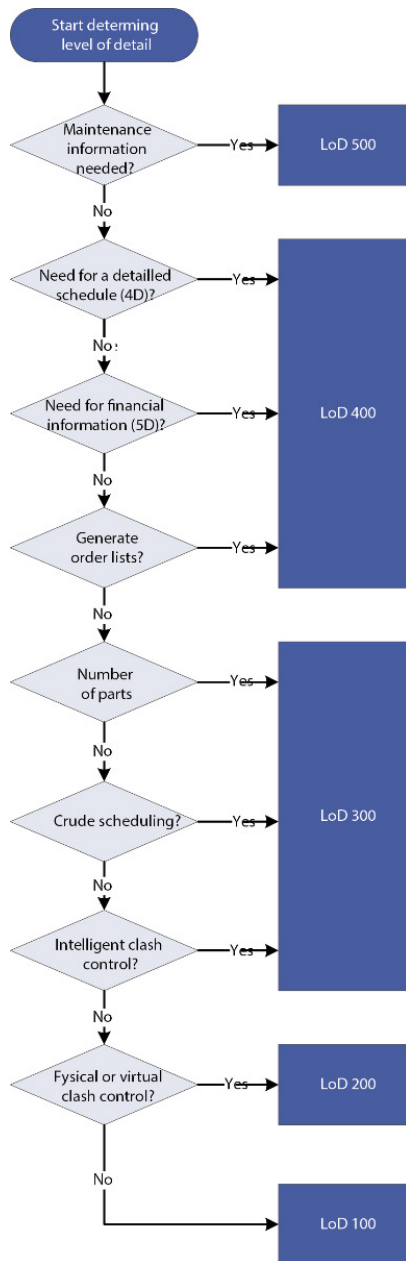 Start determing
level of detail
Maintenance
information
needed?
Yes
LoD 500
No
Need for a detailled
schedule (4D)?
Yes
No
Need for financial
information (5D)?
Yes
LoD 400
No
Generate
order lists?
Yes
No
Number
of parts
Yes
No
Crude scheduling?
Yes
LoD 300
No
Intelligent clash
control?
Yes
No
Fysical or virtual
clash control?
Yes
LoD 200
No
LoD 100